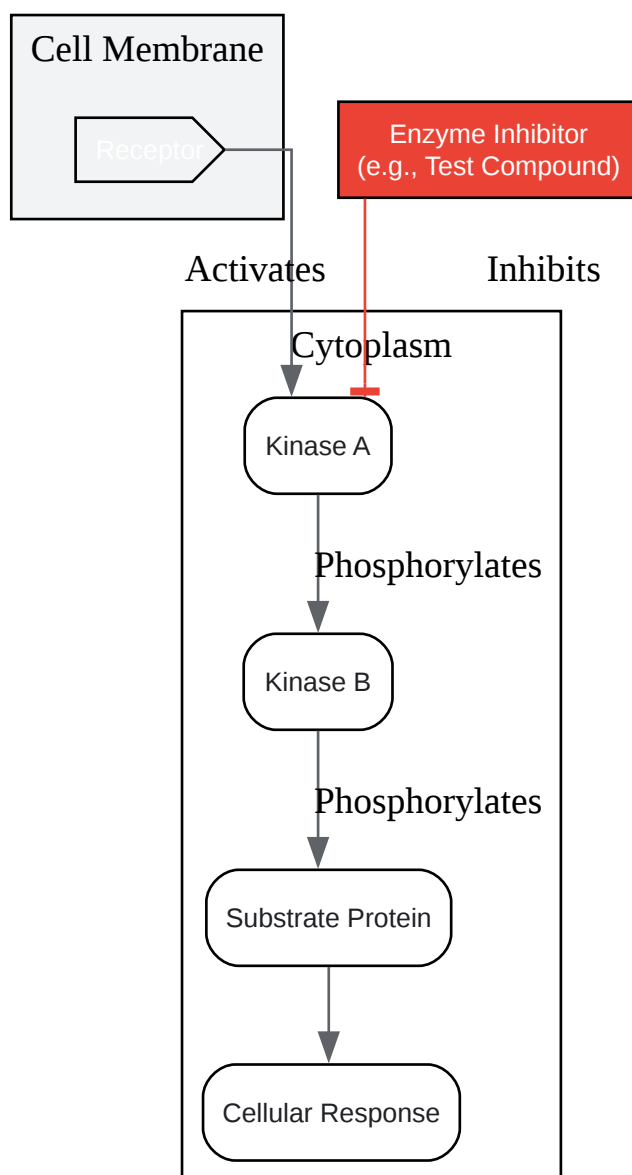 Cell Membrane
Receptor
Enzyme Inhibitor
(e.g., Test Compound)
Activates
Inhibits
Cytoplasm
Kinase A
Phosphorylates
Kinase B
Phosphorylates
Substrate Protein
Cellular Response